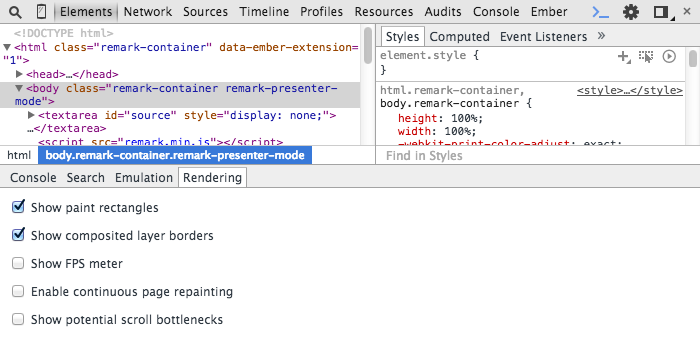 Elements Network Sources Timeline Profiles Resources Audits Console Ember
<!DOCTYPE html>
<html class="remark-container" data-ember-extension=
"1">
<head>…</head>
<body class="remark-container remark-presenter-
mode">
<textarea id="source" style="display: none;">
…</textarea>
<script src="remark.min.js"></script>
html body.remark-container.remark-presenter-mode
Styles Computed Event Listeners »
element.style {
}
html.remark-container, <style>…</style>
body.remark-container {
height: 100%;
width: 100%;
-webkit-print-color-adjust: exact;
Find in Styles
Console Search Emulation Rendering
Show paint rectangles
Show composited layer borders
Show FPS meter
Enable continuous page repainting
Show potential scroll bottlenecks